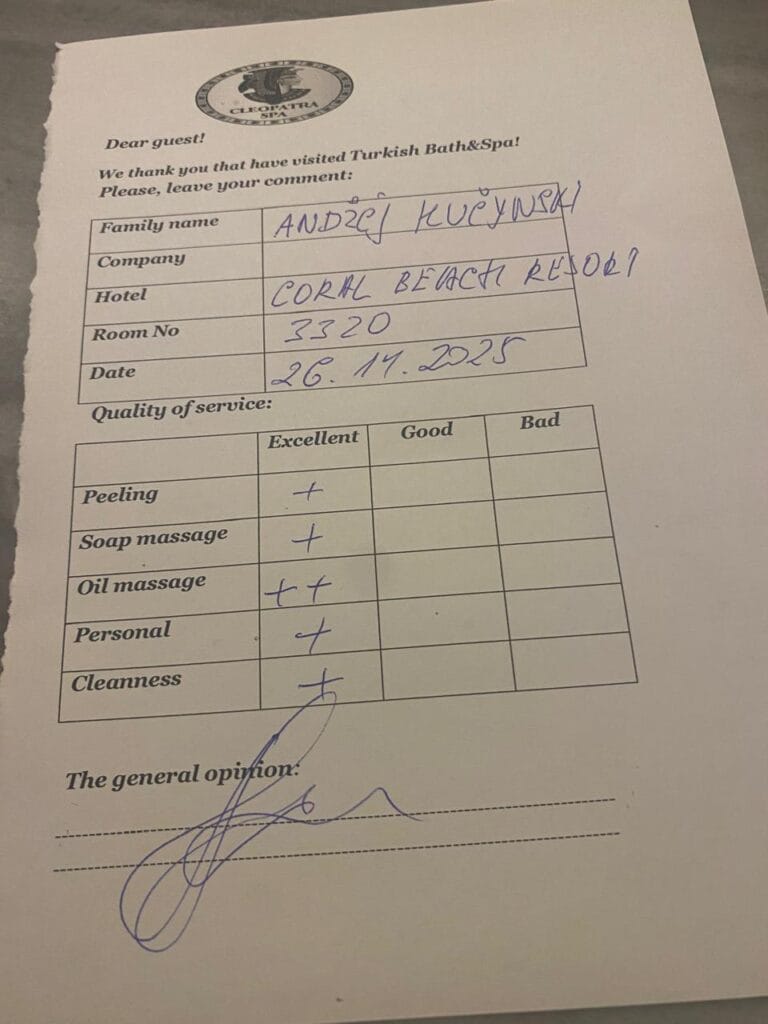 CLEOPATRA
SPA
Dear guest!
We thank you that have visited Turkish Bath&Spa!
Please, leave your comment:
Family name ANDŽEJ KUČYNSKI
Company
Hotel CORAL BEACH RESORT
Room No 3320
Date 26.11.2025
Quality of service:
Excellent Good Bad
Peeling +
Soap massage +
Oil massage ++
Personal +
Cleanness +
The general opinion: